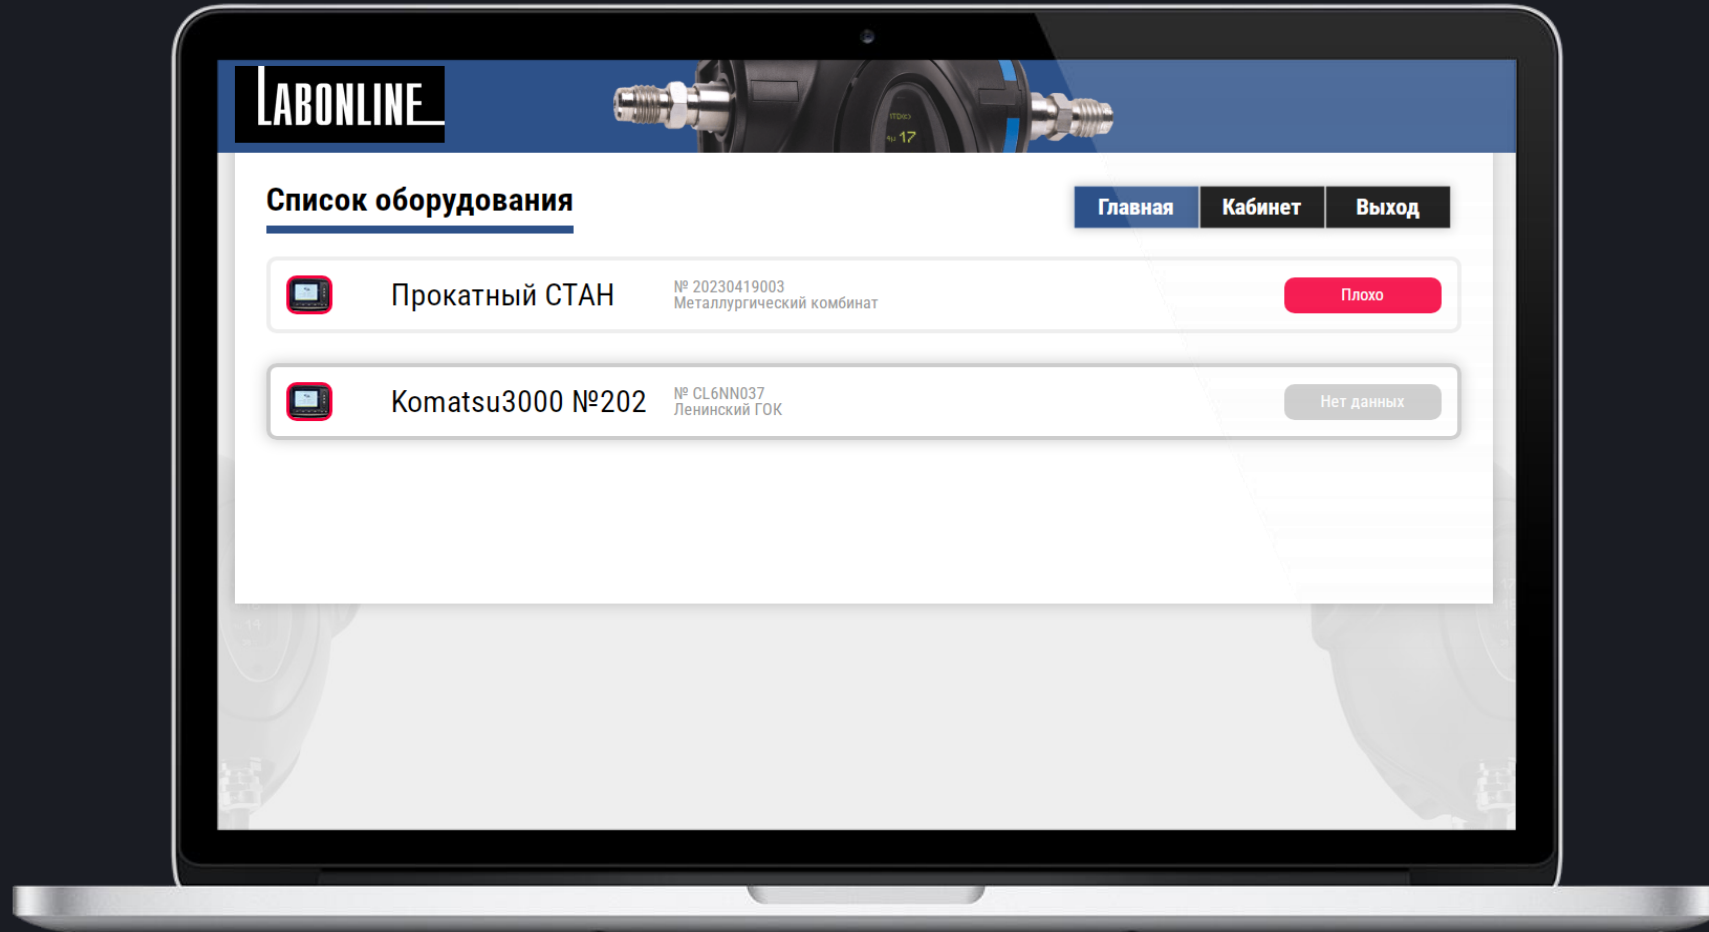 LABONLINE
17
Список оборудования
Главная
Кабинет
Выход
Прокатный СТАН
№ 20230419003
Металлургический комбинат
Плохо
Komatsu3000 №202
№ CL6NN037
Ленинский ГОК
Нет данных